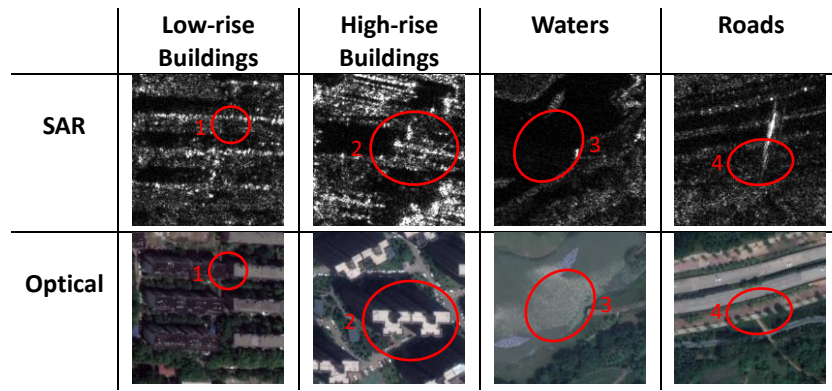 Low-rise Buildings
High-rise Buildings
Waters
Roads
SAR
1
2
3
4
Optical
1
2
3
4